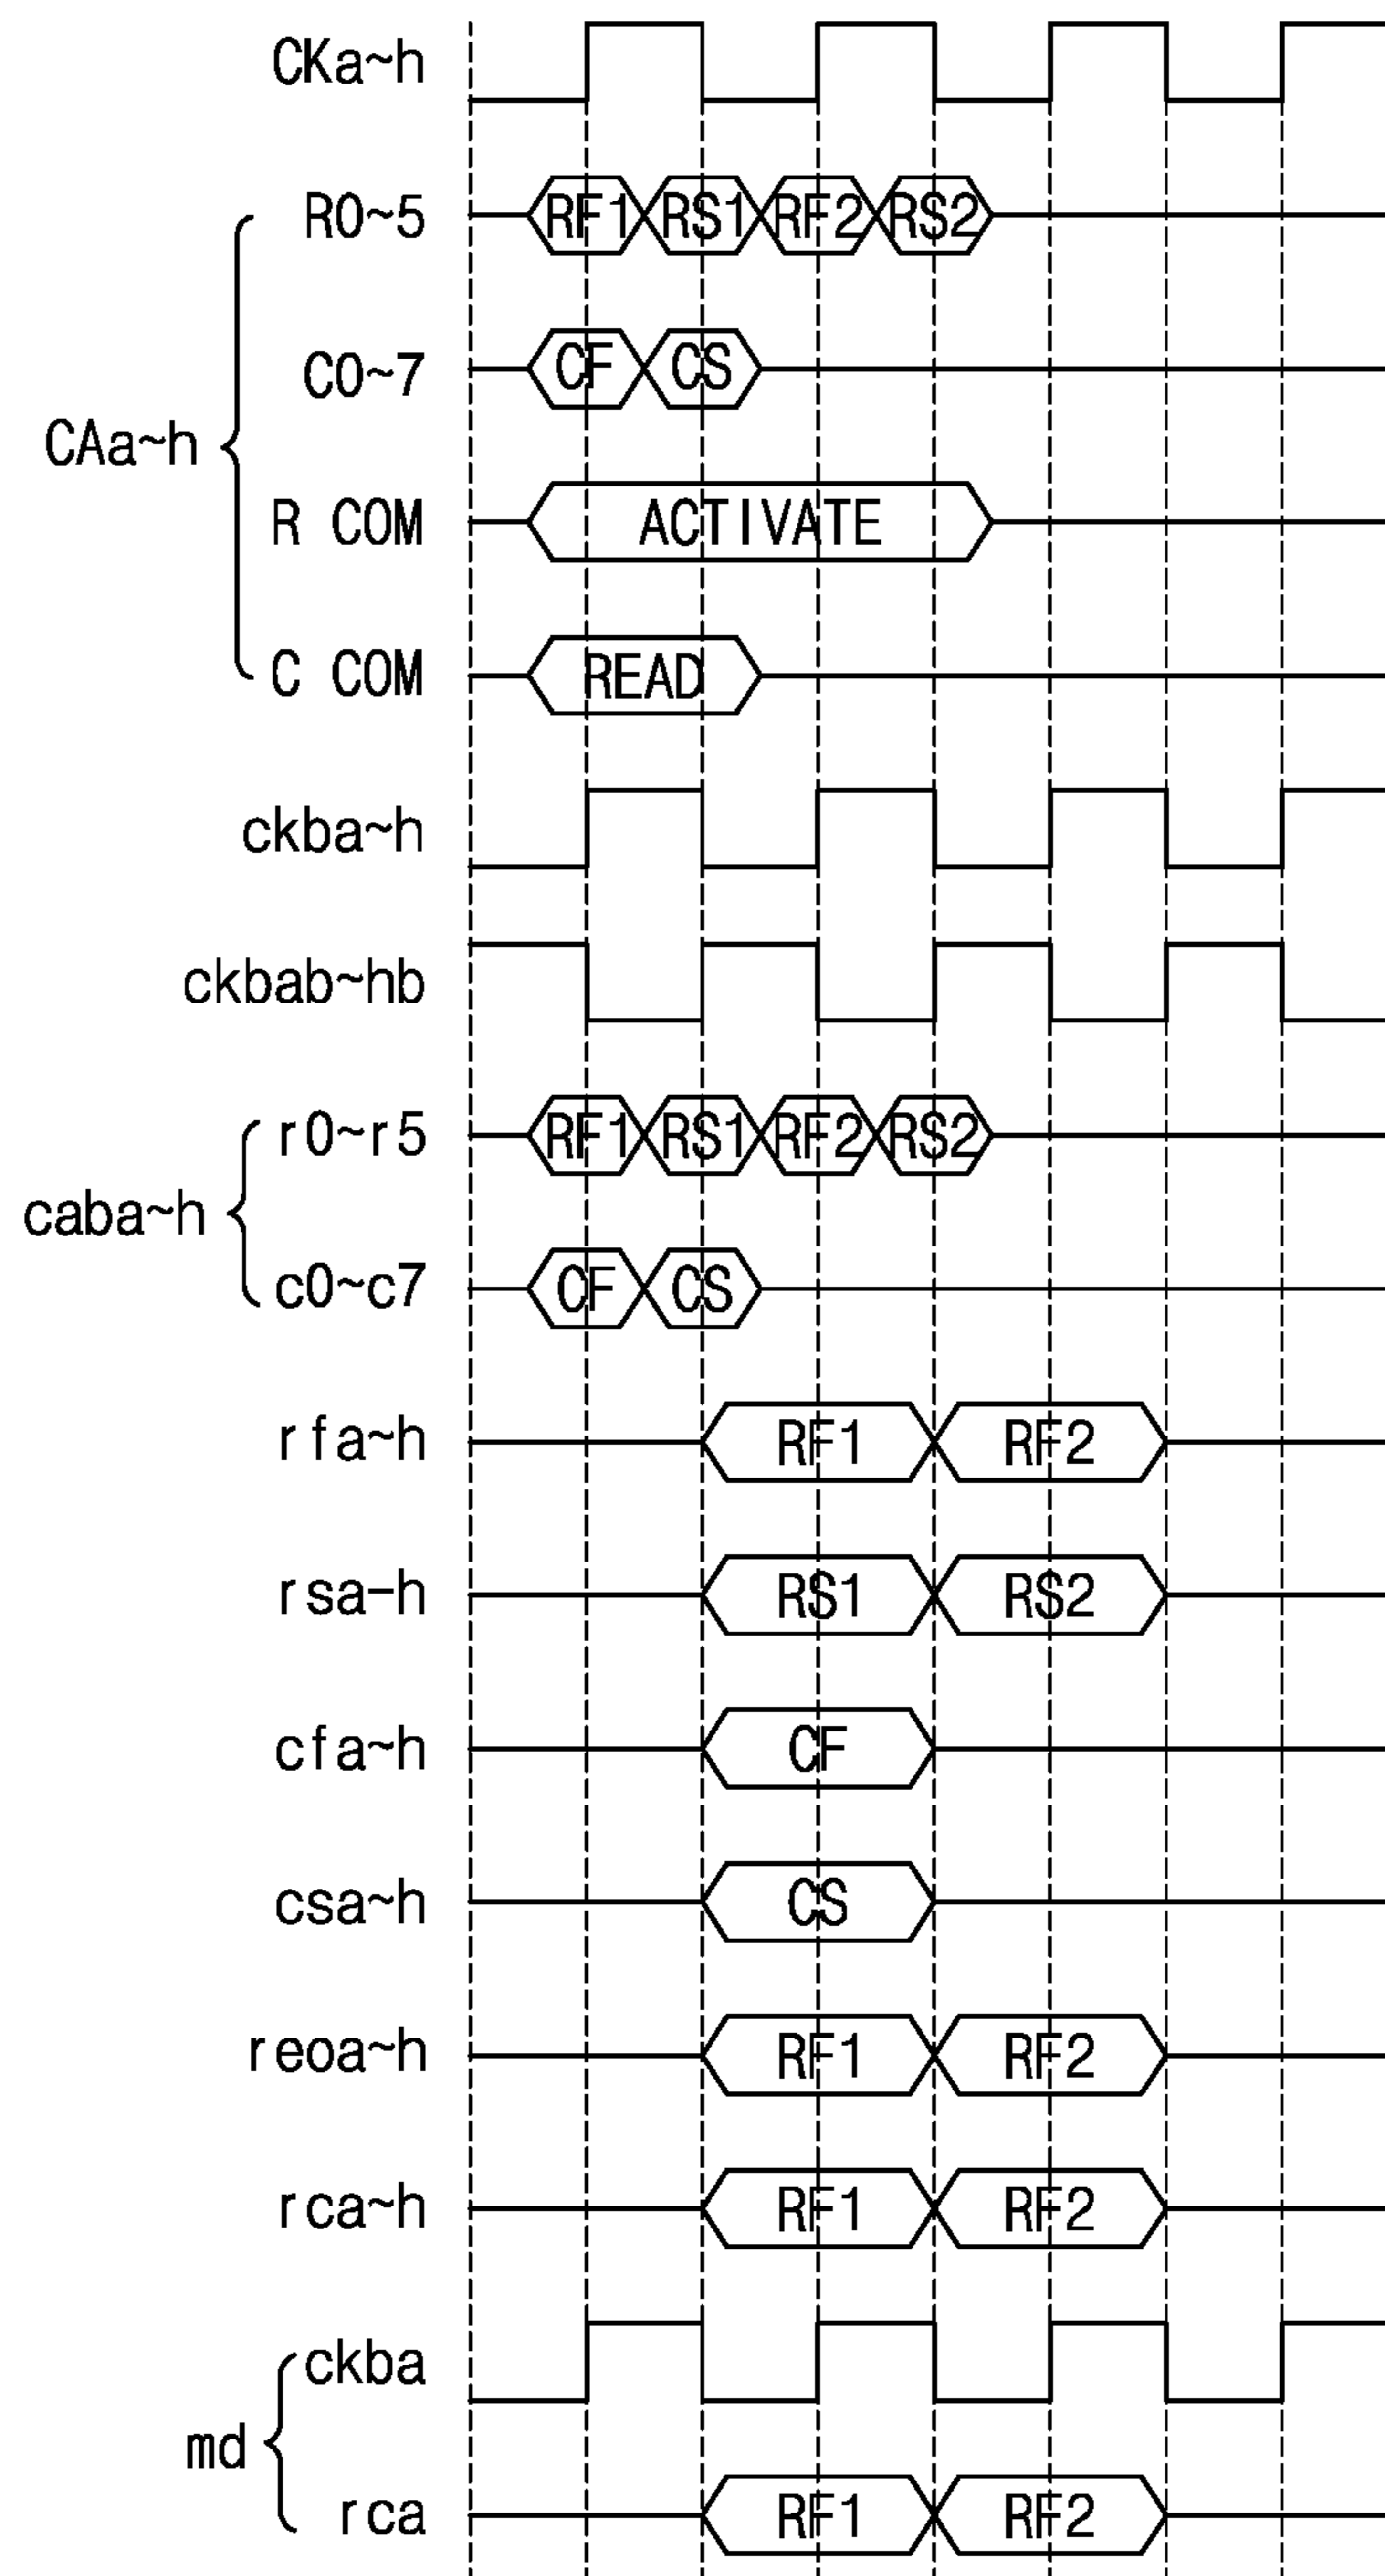 CKa~h
R0~5 RF1 RS1 RF2 RS2
C0~7 CF CS
CAa~h
R COM ACTIVATE
C COM READ
ckba~h
ckbab~hb
r0~r5 RF1 RS1 RF2 RS2
caba~h
c0~c7 CF CS
rfa~h RF1 RF2
rsa-h RS1 RS2
cfa~h CF
csa~h CS
reoa~h RF1 RF2
rca~h RF1 RF2
ckba
md
rca RF1 RF2